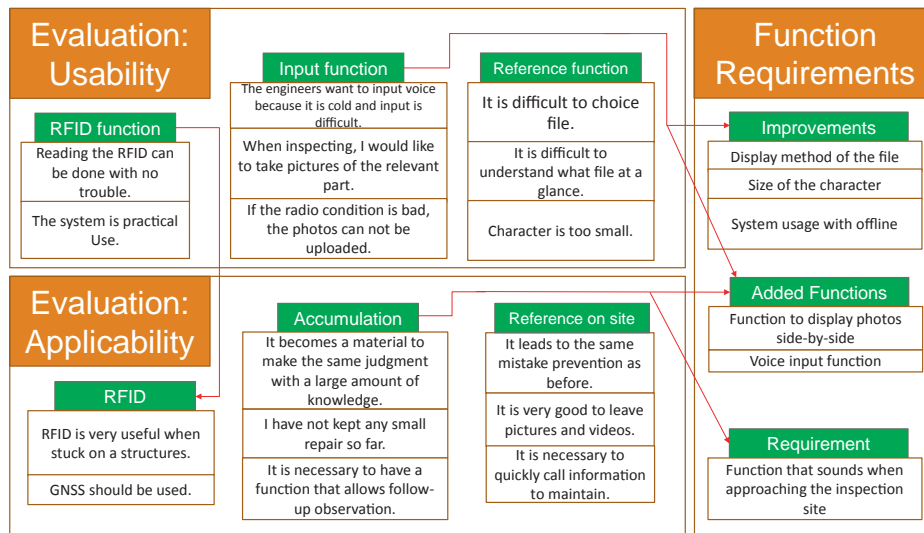 Evaluation:
Usability
RFID function
Reading the RFID can
be done with no
trouble.
The system is practical
Use.
Input function
The engineers want to input voice
because it is cold and input is
difficult.
When inspecting, I would like
to take pictures of the relevant
part.
If the radio condition is bad,
the photos can not be
uploaded.
Reference function
It is difficult to choice
file.
It is difficult to
understand what file at a
glance.
Character is too small.
Evaluation:
Applicability
RFID
RFID is very useful when
stuck on a structures.
GNSS should be used.
Accumulation
It becomes a material to
make the same judgment
with a large amount of
knowledge.
I have not kept any small
repair so far.
It is necessary to have a
function that allows follow-
up observation.
Reference on site
It leads to the same
mistake prevention as
before.
It is very good to leave
pictures and videos.
It is necessary to
quickly call information
to maintain.
Function
Requirements
Improvements
Display method of the file
Size of the character
System usage with offline
Added Functions
Function to display photos
side-by-side
Voice input function
Requirement
Function that sounds when
approaching the inspection
site